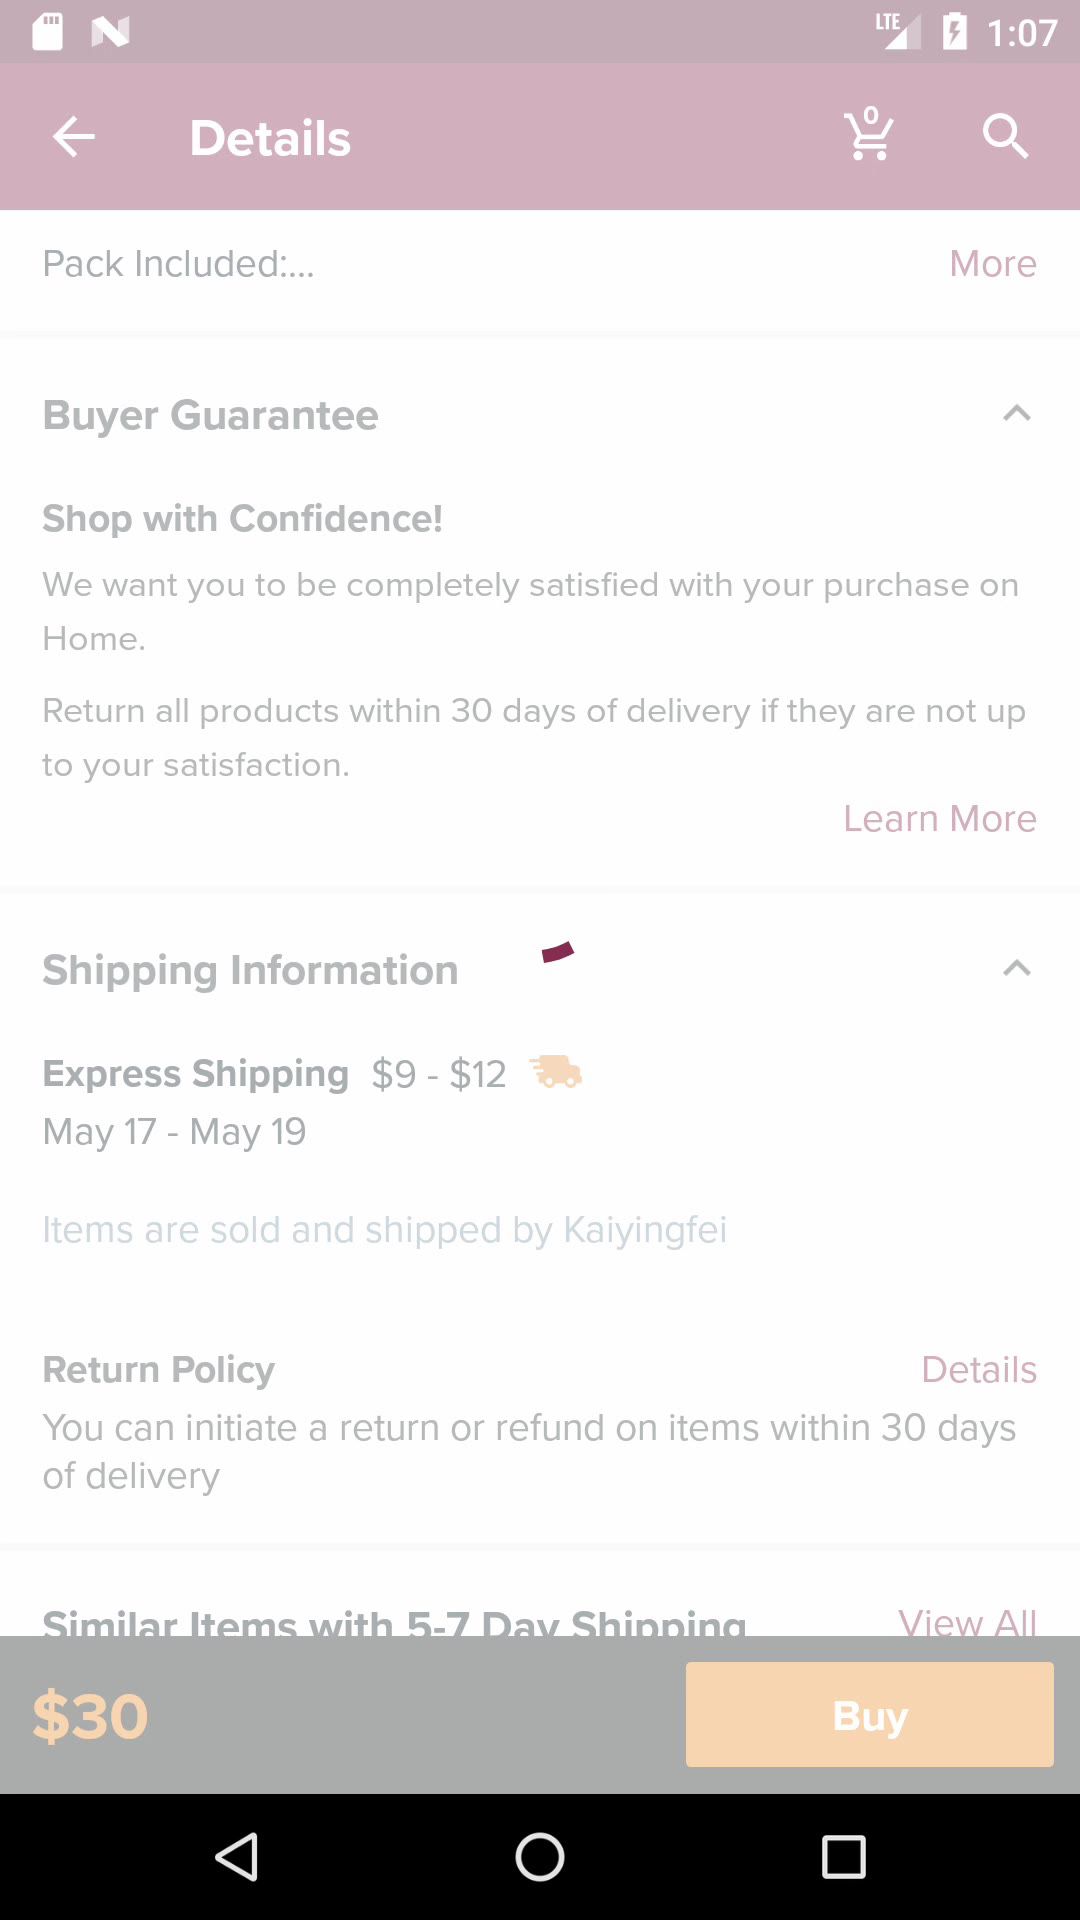 LTE 1:07
Details 0
Pack Included:... More
Buyer Guarantee
Shop with Confidence!
We want you to be completely satisfied with your purchase on
Home.
Return all products within 30 days of delivery if they are not up
to your satisfaction.
Learn More
Shipping Information
Express Shipping $9 - $12
May 17 - May 19
Items are sold and shipped by Kaiyingfei
Return Policy Details
You can initiate a return or refund on items within 30 days
of delivery
Similar Items with 5-7 Day Shipping View All
$30 Buy